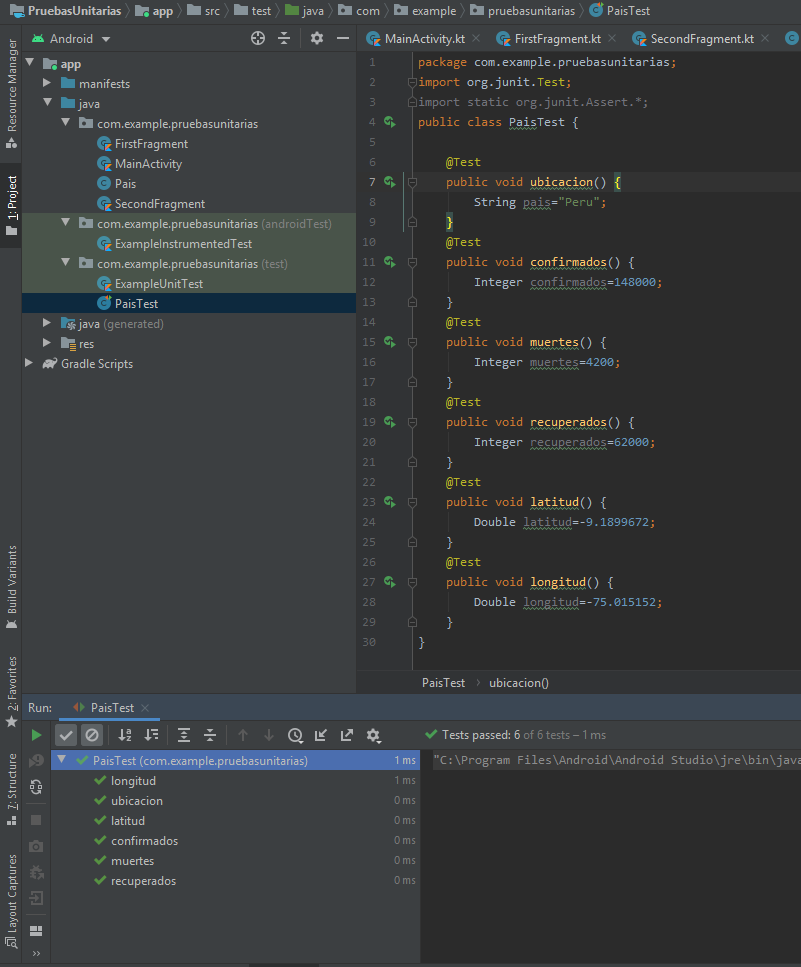 PruebasUnitarias app src test java com example pruebasunitarias PaisTest
Android
MainActivity.kt FirstFragment.kt SecondFragment.kt
Resource Manager
1: Project
Build Variants
2: Favorites
7: Structure
Layout Captures
app
manifests
java
com.example.pruebasunitarias
FirstFragment
MainActivity
Pais
SecondFragment
com.example.pruebasunitarias (androidTest)
ExampleInstrumentedTest
com.example.pruebasunitarias (test)
ExampleUnitTest
PaisTest
java (generated)
res
Gradle Scripts
1 package com.example.pruebasunitarias;
2 import org.junit.Test;
3 import static org.junit.Assert.*;
4 public class PaisTest {
5
6 @Test
7 public void ubicacion() {
8 String pais="Peru";
9 }
10 @Test
11 public void confirmados() {
12 Integer confirmados=148000;
13 }
14 @Test
15 public void muertes() {
16 Integer muertes=4200;
17 }
18 @Test
19 public void recuperados() {
20 Integer recuperados=62000;
21 }
22 @Test
23 public void latitud() {
24 Double latitud=-9.1899672;
25 }
26 @Test
27 public void longitud() {
28 Double longitud=-75.015152;
29 }
30 }
PaisTest ubicacion()
Run: PaisTest
Tests passed: 6 of 6 tests – 1 ms
PaisTest (com.example.pruebasunitarias) 1 ms
longitud 1 ms
ubicacion 0 ms
latitud 0 ms
confirmados 0 ms
muertes 0 ms
recuperados 0 ms
"C:\Program Files\Android\Android Studio\jre\bin\java